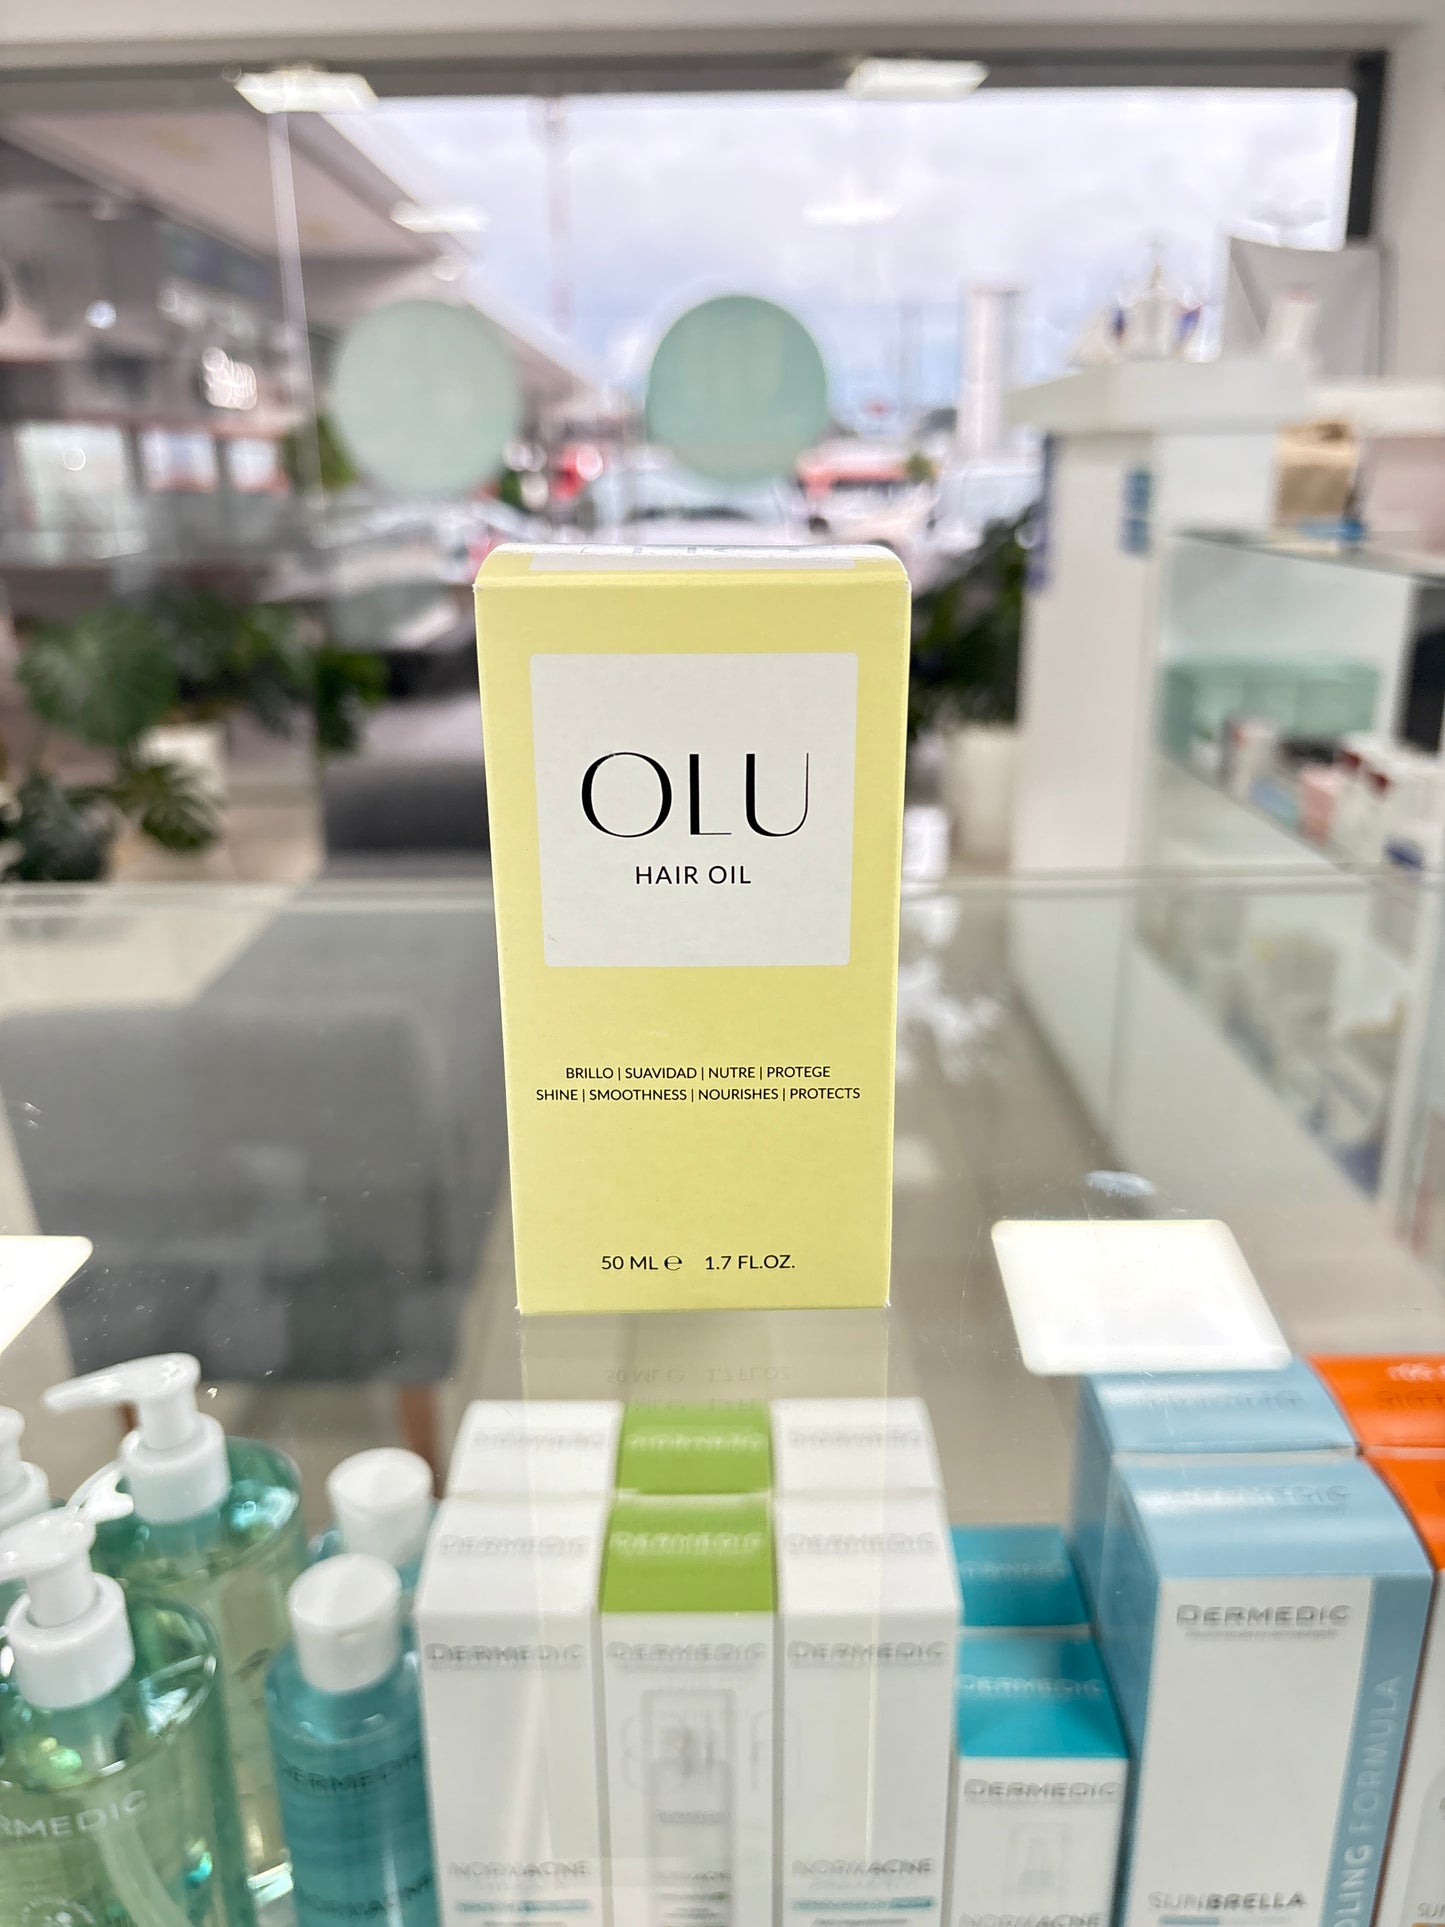 OLU
HAIR OIL
BRILLO | SUAVIDAD | NUTRE | PROTEGE
SHINE | SMOOTHNESS | NOURISHES | PROTECTS
50 ML ℮ 1.7 FL.OZ.
DERMEDIC
DERMEDIC
DERMEDIC
DERMEDIC
DERMEDIC
NORMACNE
NORMACNE
SUNBRELLA